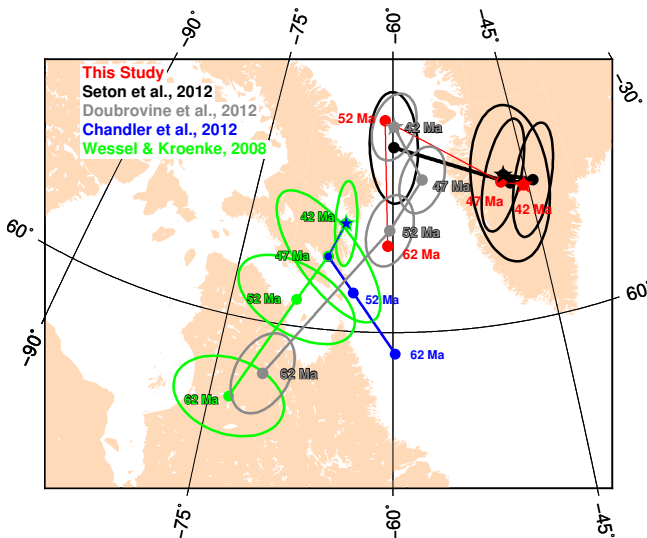 −90˚
−75˚
−60˚
−45˚
−30˚
This Study
Seton et al., 2012
Doubrovine et al., 2012
Chandler et al., 2012
Wessel & Kroenke, 2008
52 Ma
42 Ma
47 Ma
47 Ma
42 Ma
42 Ma
52 Ma
47 Ma
62 Ma
52 Ma
52 Ma
62 Ma
62 Ma
62 Ma
60˚
60˚
−90˚
−75˚
−60˚
−45˚